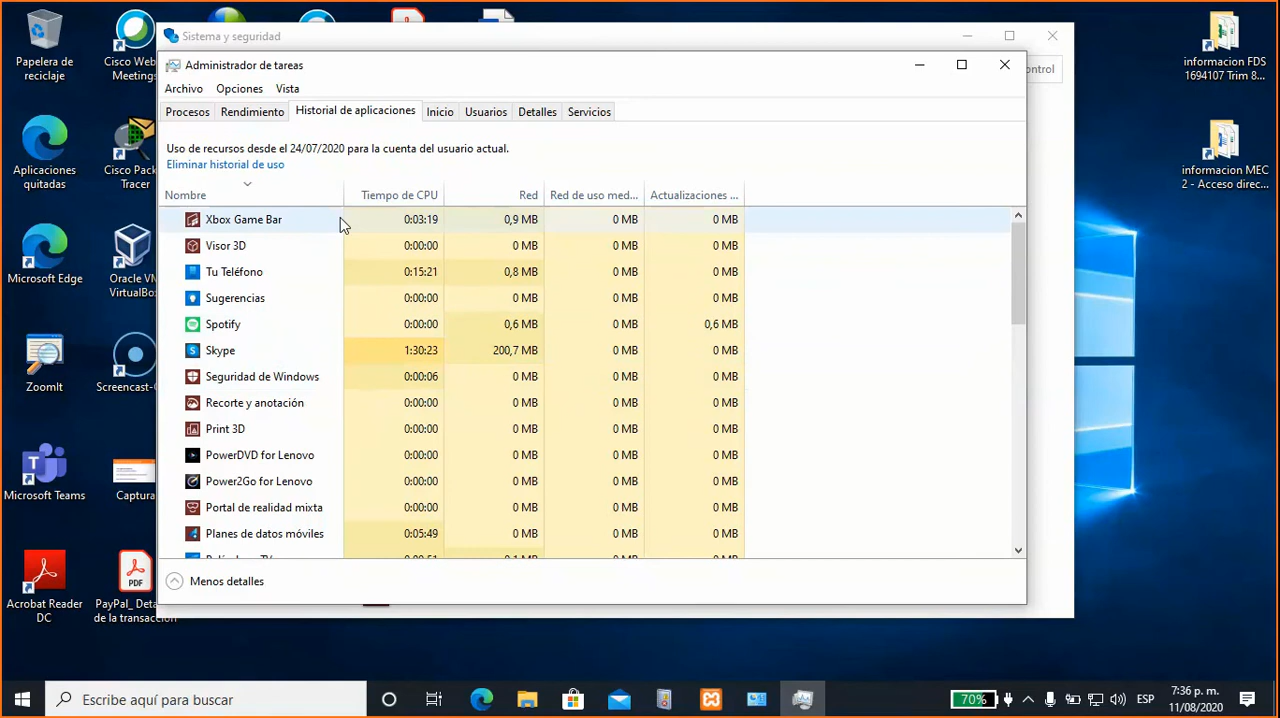 Papelera de
reciclaje
Cisco Web
Meetings
Sistema y seguridad
ontrol
informacion FDS
1694107 Trim 8...
Administrador de tareas
Archivo Opciones Vista
Procesos Rendimiento Historial de aplicaciones Inicio Usuarios Detalles Servicios
Uso de recursos desde el 24/07/2020 para la cuenta del usuario actual.
Eliminar historial de uso
Nombre Tiempo de CPU Red Red de uso med... Actualizaciones ...
Xbox Game Bar 0:03:19 0,9 MB 0 MB 0 MB
Visor 3D 0:00:00 0 MB 0 MB 0 MB
Tu Teléfono 0:15:21 0,8 MB 0 MB 0 MB
Sugerencias 0:00:00 0 MB 0 MB 0 MB
Spotify 0:00:00 0,6 MB 0 MB 0,6 MB
Skype 1:30:23 200,7 MB 0 MB 0 MB
Seguridad de Windows 0:00:06 0 MB 0 MB 0 MB
Recorte y anotación 0:00:00 0 MB 0 MB 0 MB
Print 3D 0:00:00 0 MB 0 MB 0 MB
PowerDVD for Lenovo 0:00:00 0 MB 0 MB 0 MB
Power2Go for Lenovo 0:00:00 0 MB 0 MB 0 MB
Portal de realidad mixta 0:00:00 0 MB 0 MB 0 MB
Planes de datos móviles 0:05:49 0 MB 0 MB 0 MB
Menos detalles
Aplicaciones
quitadas
Cisco Pack
Tracer
informacion MEC
2 - Acceso direc...
Microsoft Edge
Oracle VM
VirtualBox
ZoomIt
Screencast-O
Microsoft Teams
Captura
Acrobat Reader
DC
PDF
PayPal_ Deta
de la transacción
Escribe aquí para buscar
70%
ESP
7:36 p. m.
11/08/2020